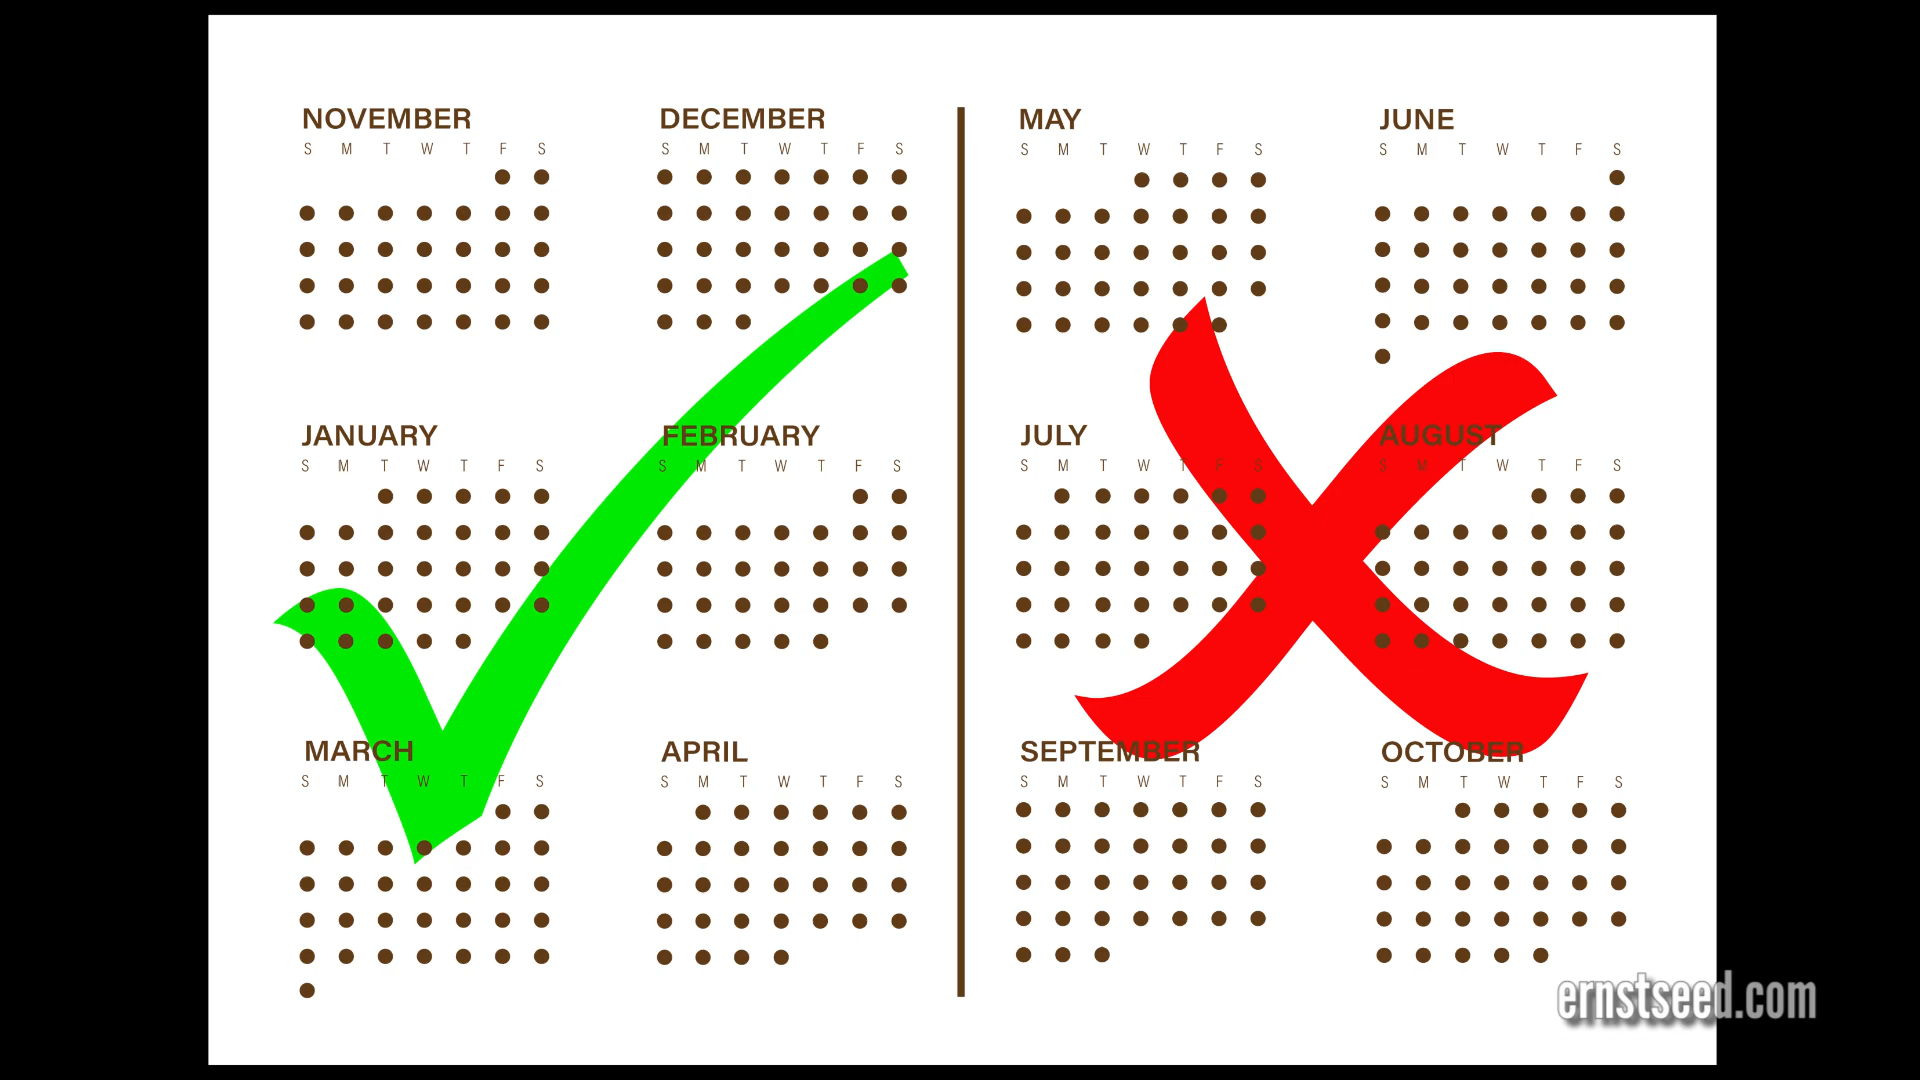 NOVEMBER
S M T W T F S
DECEMBER
S M T W T F S
JANUARY
S M T W T F S
FEBRUARY
S M T W T F S
MARCH
S M T W T F S
APRIL
S M T W T F S
MAY
S M T W T F S
JUNE
S M T W T F S
JULY
S M T W T F S
AUGUST
S M T W T F S
SEPTEMBER
S M T W T F S
OCTOBER
S M T W T F S
ernstseed.com